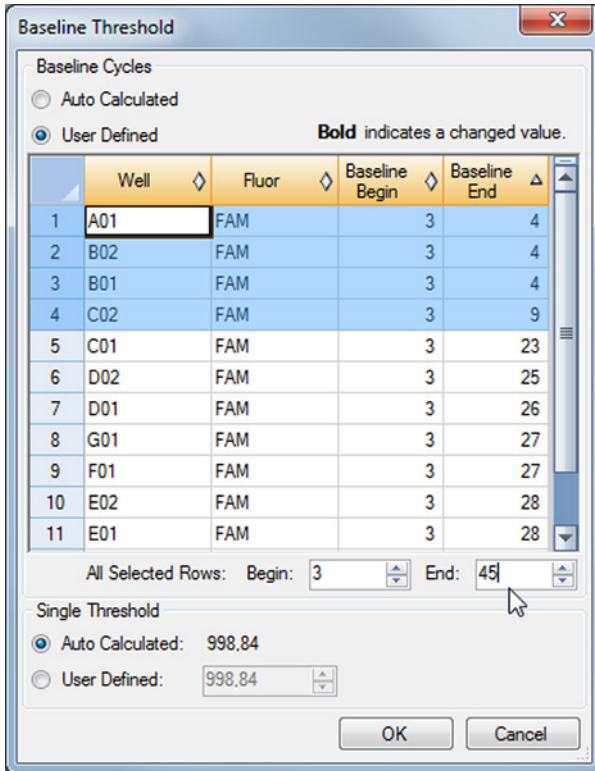 Baseline Threshold
Baseline Cycles
Auto Calculated
User Defined Bold indicates a changed value.
Well Fluor Baseline Begin Baseline End
1 A01 FAM 3 4
2 B02 FAM 3 4
3 B01 FAM 3 4
4 C02 FAM 3 9
5 C01 FAM 3 23
6 D02 FAM 3 25
7 D01 FAM 3 26
8 G01 FAM 3 27
9 F01 FAM 3 27
10 E02 FAM 3 28
11 E01 FAM 3 28
All Selected Rows: Begin: 3 End: 45
Single Threshold
Auto Calculated: 998,84
User Defined: 998,84
OK Cancel